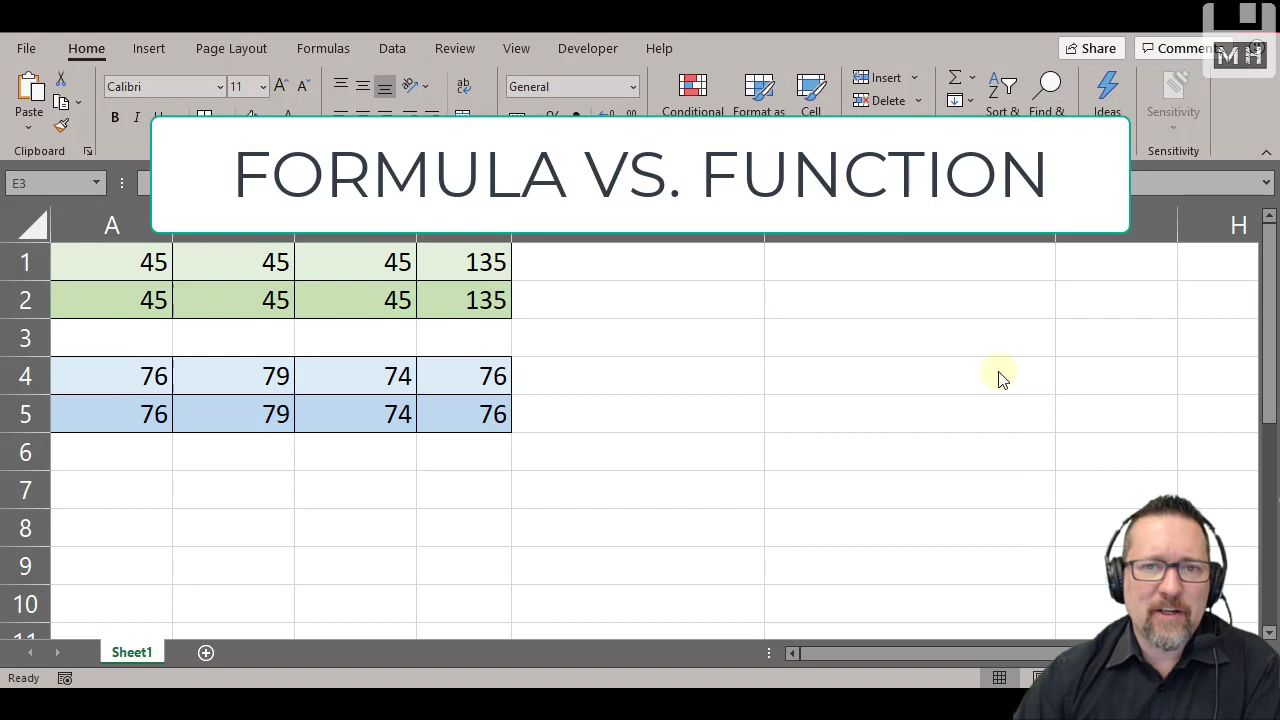 File Home Insert Page Layout Formulas Data Review View Developer Help Share Comments
MH
Calibri 11 General Insert
Paste B I Delete
Conditional Format as Cell Sort & Find & Ideas Sensitivity
Clipboard Sensitivity
FORMULA VS. FUNCTION
E3
A H
1 45 45 45 135
2 45 45 45 135
3
4 76 79 74 76
5 76 79 74 76
6
7
8
9
10
11
Sheet1
Ready